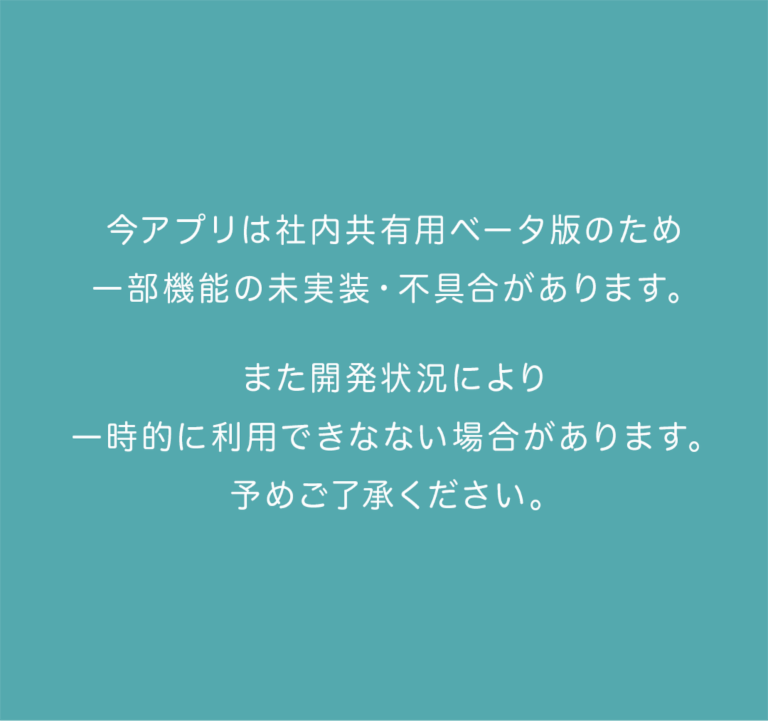 今アプリは社内共有用ベータ版のため
一部機能の未実装・不具合があります。
また開発状況により
一時的に利用できなない場合があります。
予めご了承ください。